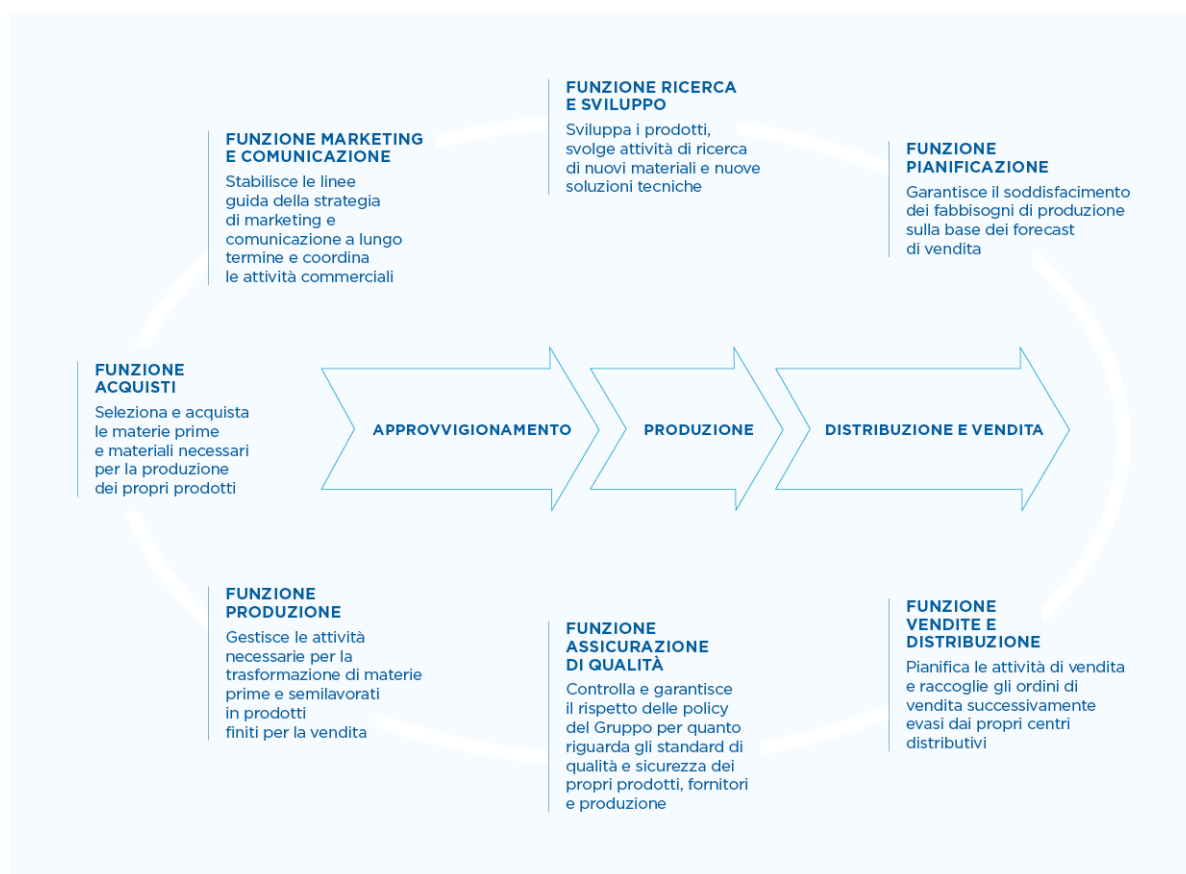 FUNZIONE RICERCA
E SVILUPPO
Sviluppa i prodotti,
svolge attività di ricerca
di nuovi materiali e nuove
soluzioni tecniche
FUNZIONE MARKETING
E COMUNICAZIONE
Stabilisce le linee
guida della strategia
di marketing e
comunicazione a lungo
termine e coordina
le attività commerciali
FUNZIONE
PIANIFICAZIONE
Garantisce il soddisfacimento
dei fabbisogni di produzione
sulla base dei forecast
di vendita
FUNZIONE
ACQUISTI
Seleziona e acquista
le materie prime
e materiali necessari
per la produzione
dei propri prodotti
APPROVVIGIONAMENTO
PRODUZIONE
DISTRIBUZIONE E VENDITA
FUNZIONE
PRODUZIONE
Gestisce le attività
necessarie per la
trasformazione di materie
prime e semilavorati
in prodotti
finiti per la vendita
FUNZIONE
ASSICURAZIONE
DI QUALITÀ
Controlla e garantisce
il rispetto delle policy
del Gruppo per quanto
riguarda gli standard di
qualità e sicurezza dei
propri prodotti, fornitori
e produzione
FUNZIONE
VENDITE E
DISTRIBUZIONE
Pianifica le attività di vendita
e raccoglie gli ordini di
vendita successivamente
evasi dai propri centri
distributivi